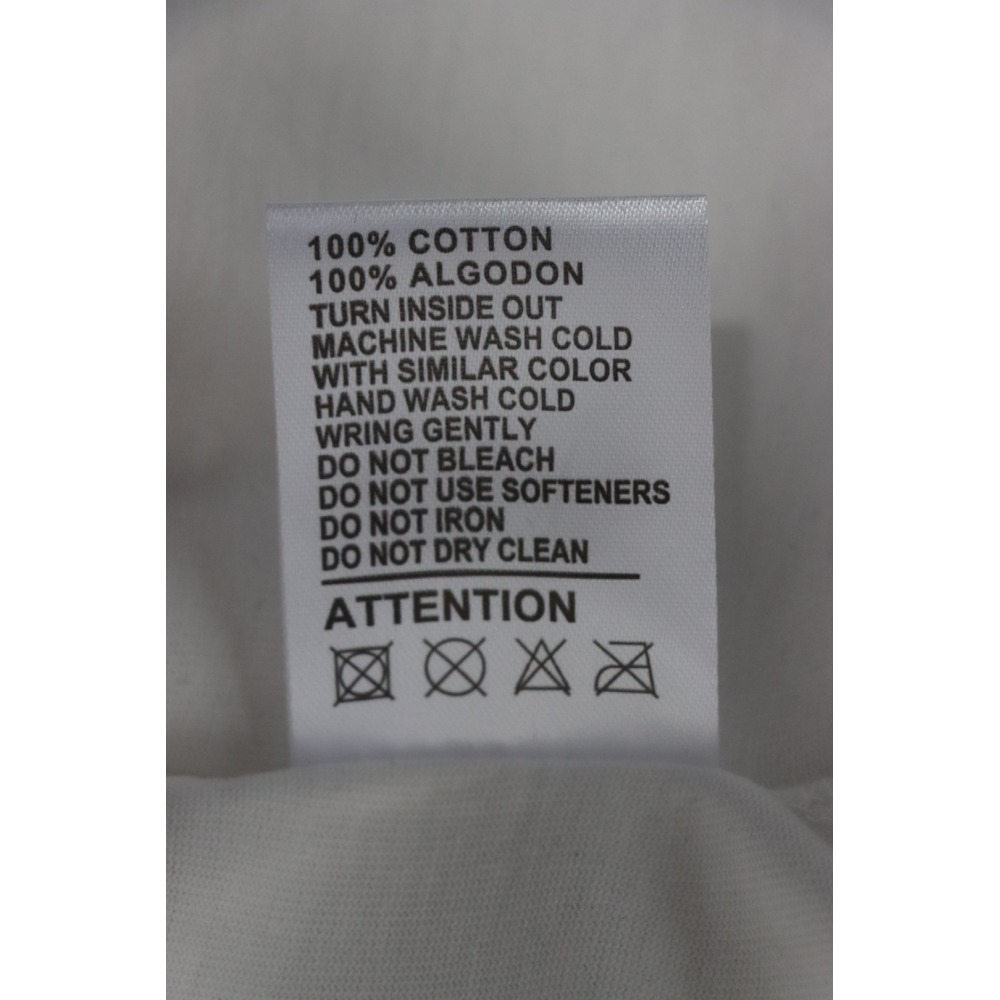 100% COTTON
100% ALGODON
TURN INSIDE OUT
MACHINE WASH COLD
WITH SIMILAR COLOR
HAND WASH COLD
WRING GENTLY
DO NOT BLEACH
DO NOT USE SOFTENERS
DO NOT IRON
DO NOT DRY CLEAN
ATTENTION